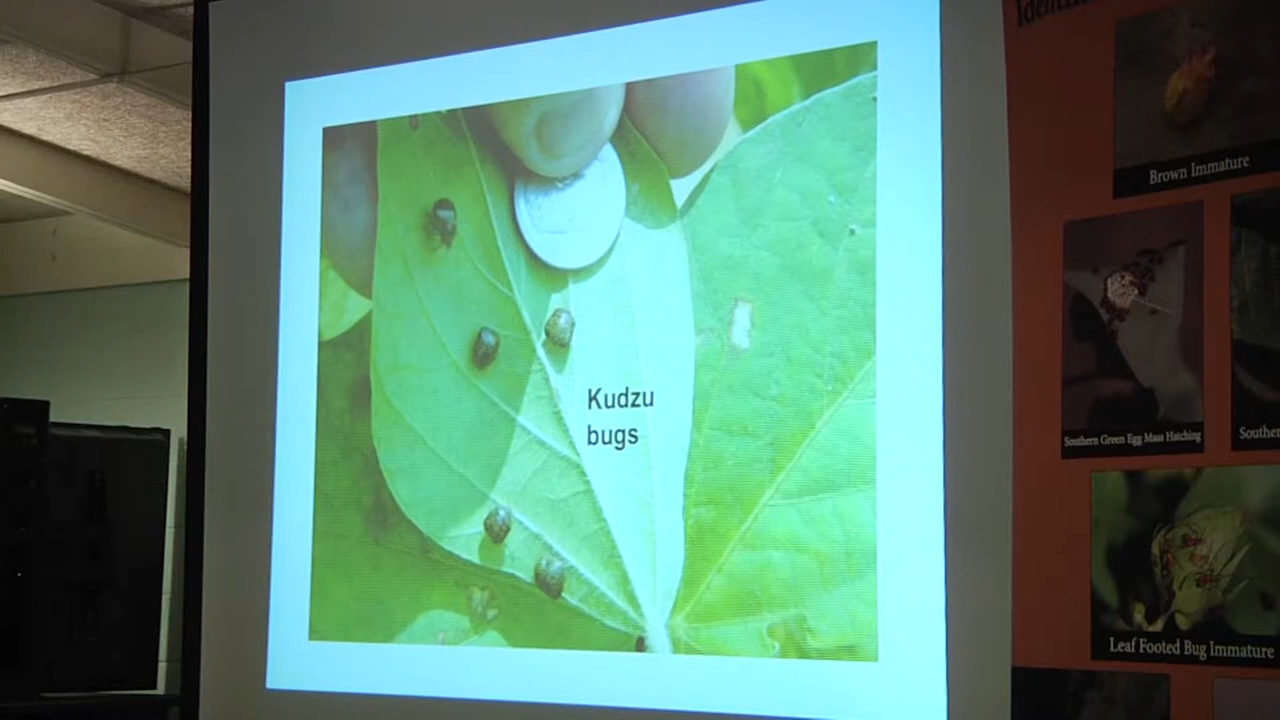 Kudzu
bugs
Brown Immature
Southern Green Egg Mass Hatching
Leaf Footed Bug Immature